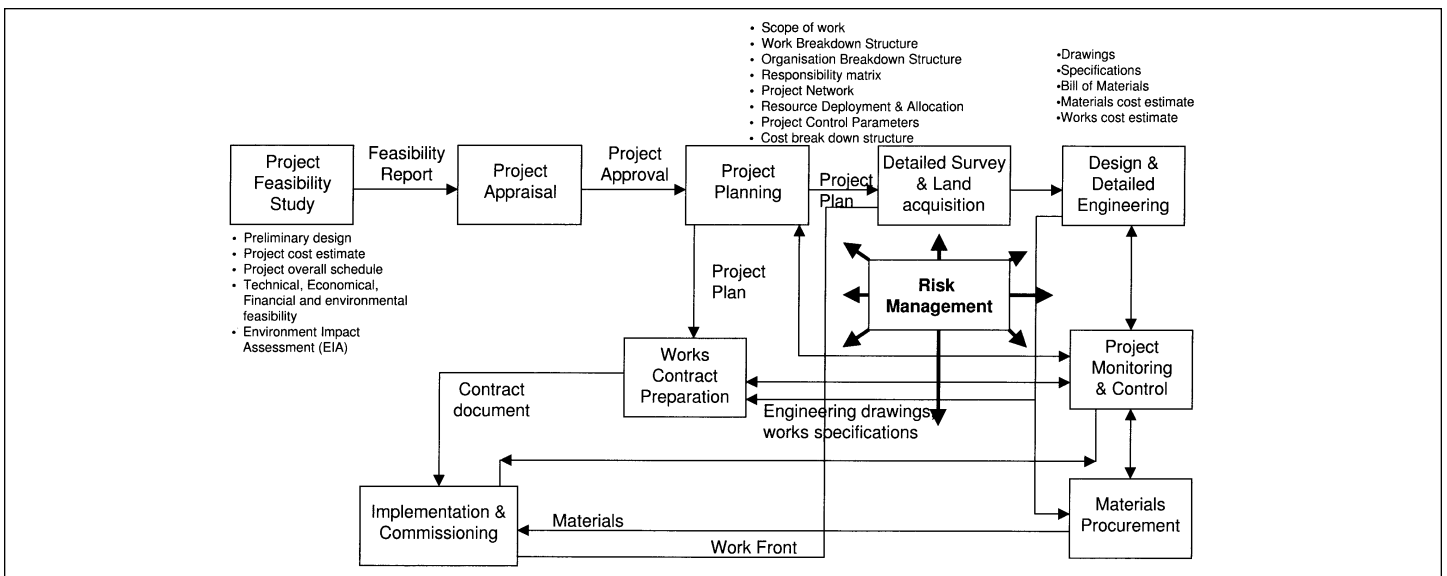 • Scope of work
• Work Breakdown Structure
• Organisation Breakdown Structure
• Responsibility matrix
• Project Network
• Resource Deployment & Allocation
• Project Control Parameters
• Cost break down structure
•Drawings
•Specifications
•Bill of Materials
•Materials cost estimate
•Works cost estimate
Project
Feasibility
Study
Feasibility
Report
Project
Appraisal
Project
Approval
Project
Planning
Project
Plan
Detailed Survey
& Land
acquisition
Design &
Detailed
Engineering
• Preliminary design
• Project cost estimate
• Project overall schedule
• Technical, Economical,
Financial and environmental
feasibility
• Environment Impact
Assessment (EIA)
Project
Plan
Risk
Management
Works
Contract
Preparation
Project
Monitoring
& Control
Contract
document
Engineering drawings,
works specifications
Implementation &
Commissioning
Materials
Materials
Procurement
Work Front